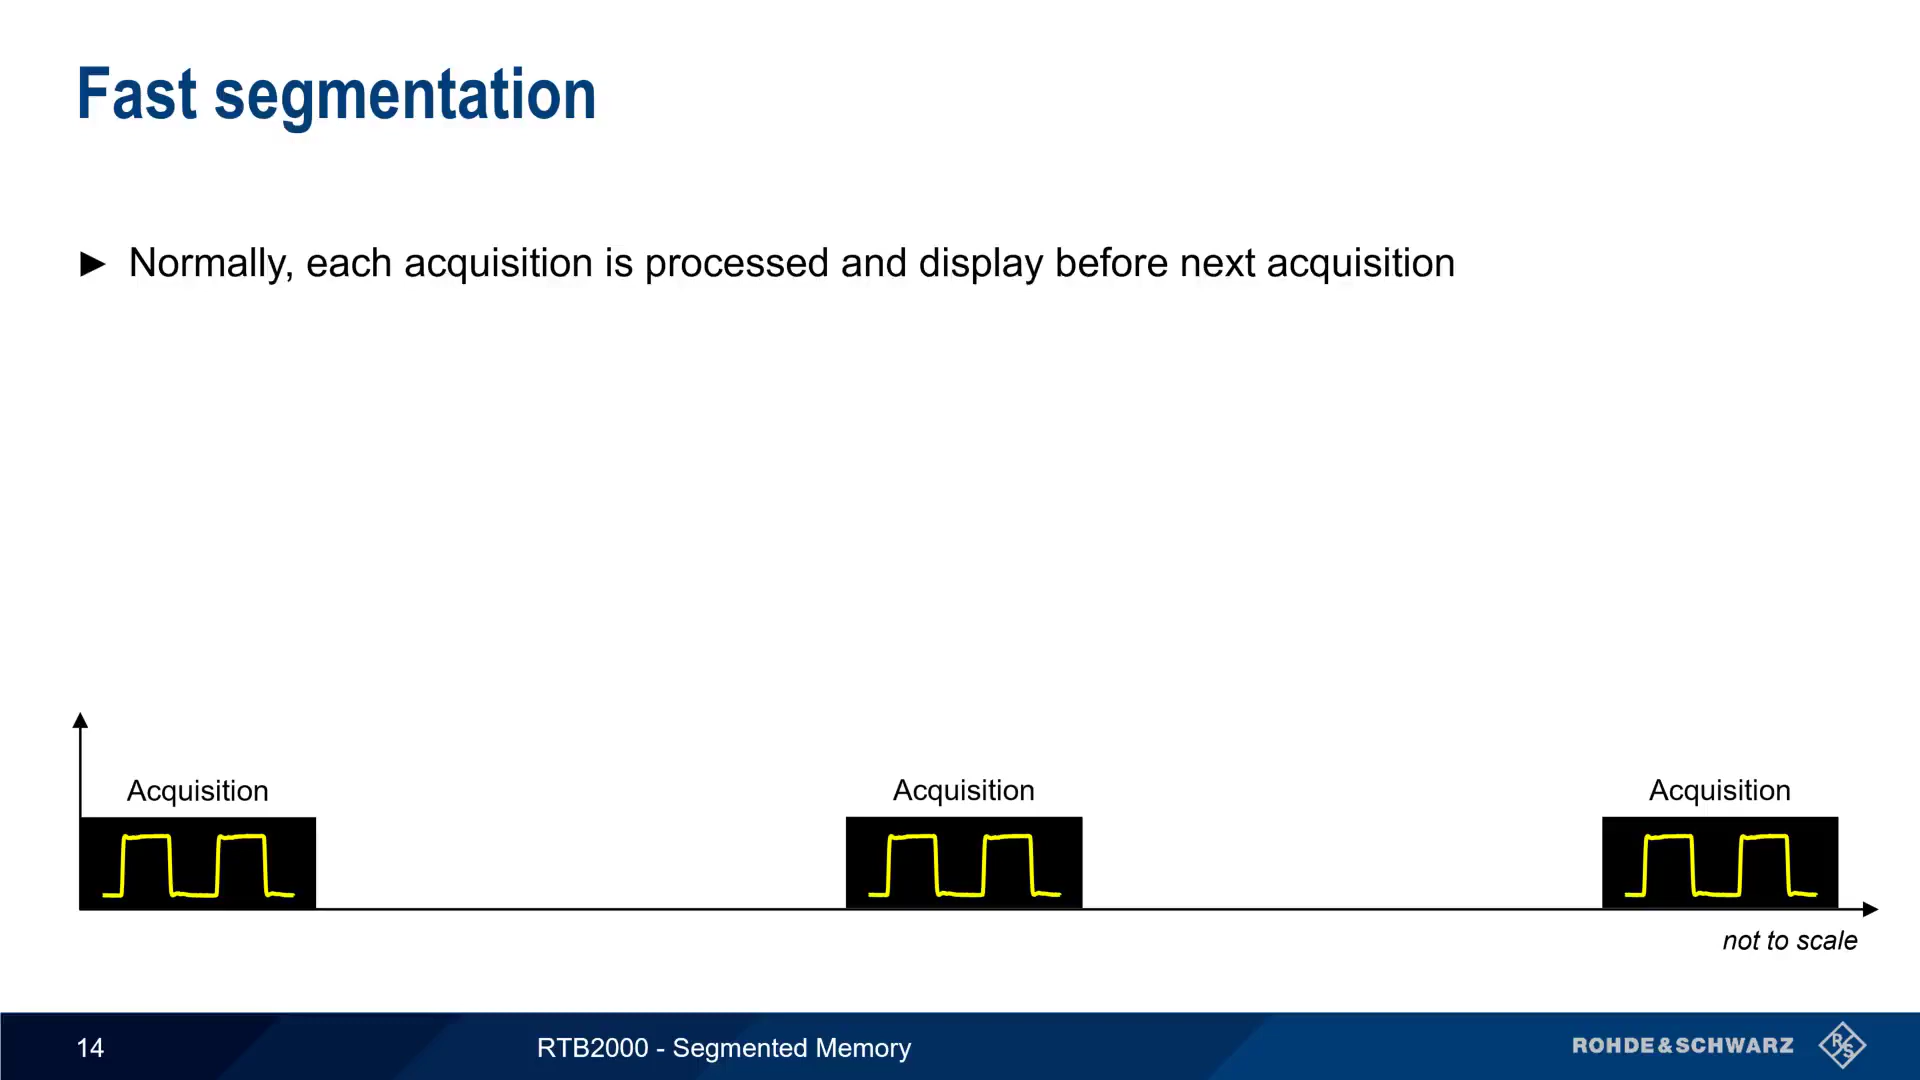 Fast segmentation
► Normally, each acquisition is processed and display before next acquisition
Acquisition
Acquisition
Acquisition
not to scale
14
RTB2000 - Segmented Memory
ROHDE&SCHWARZ
RS